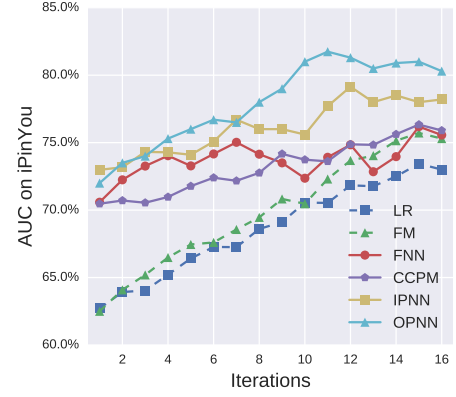 85.0%
80.0%
75.0%
70.0%
65.0%
60.0%
AUC on iPinYou
2 4 6 8 10 12 14 16
Iterations
LR
FM
FNN
CCPM
IPNN
OPNN